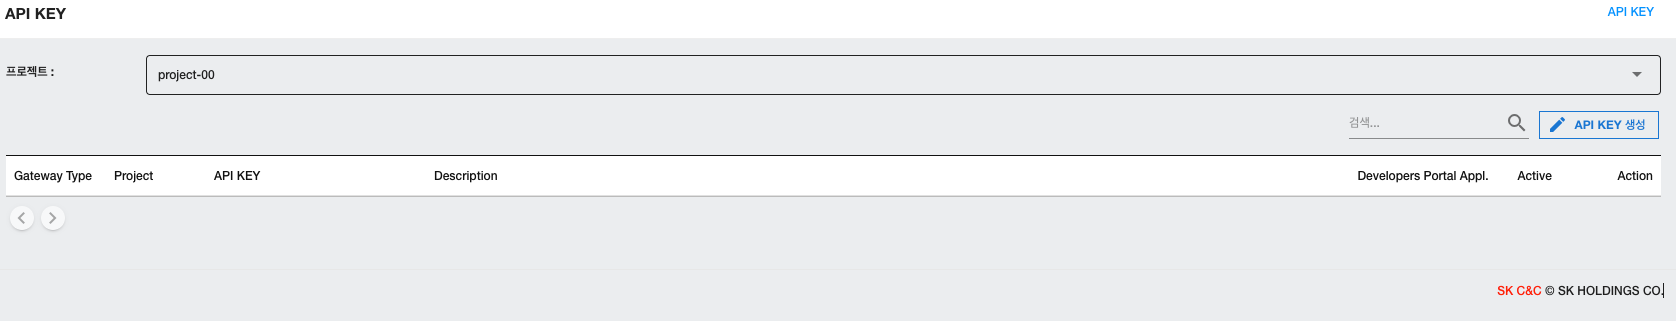 API KEY
API KEY
프로젝트 :
project-00
검색...
API KEY 생성
Gateway Type Project API KEY Description Developers Portal Appl. Active Action
SK C&C © SK HOLDINGS CO.